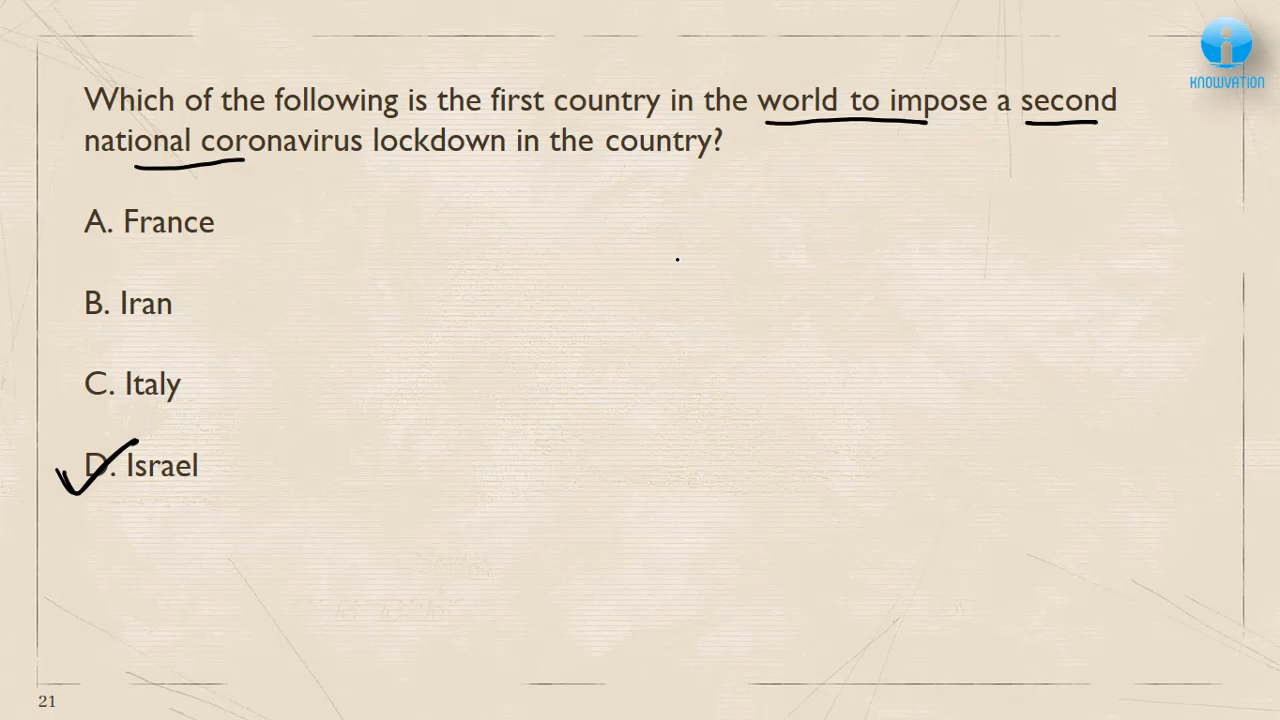 KNOWVATION
Which of the following is the first country in the world to impose a second
national coronavirus lockdown in the country?
A. France
B. Iran
C. Italy
D. Israel
21